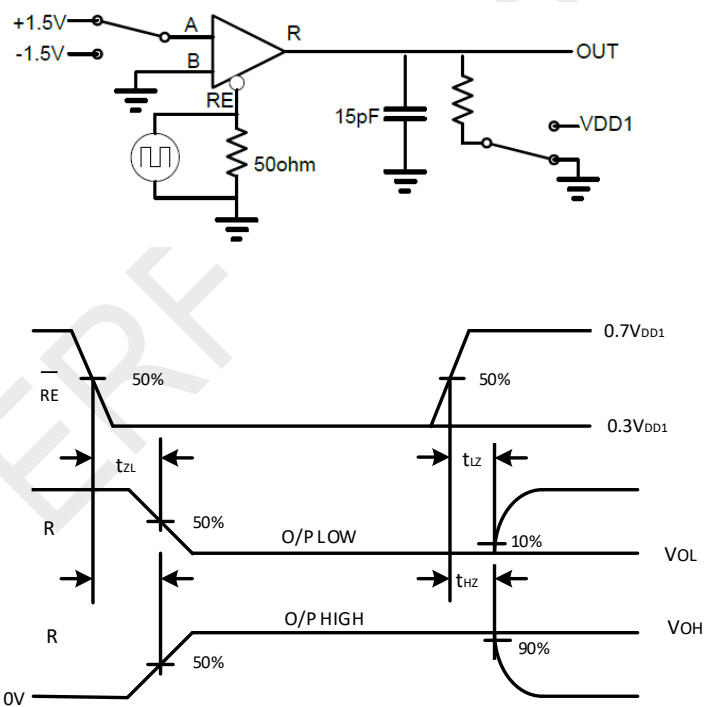 +1.5V
A
R
OUT
-1.5V
B
RE
15pF
VDD1
50ohm
0.7VDD1
RE
50%
50%
0.3VDD1
tZL
tLZ
R
50%
O/P LOW
10%
VOL
tHZ
R
O/P HIGH
VOH
50%
90%
0V
ERF